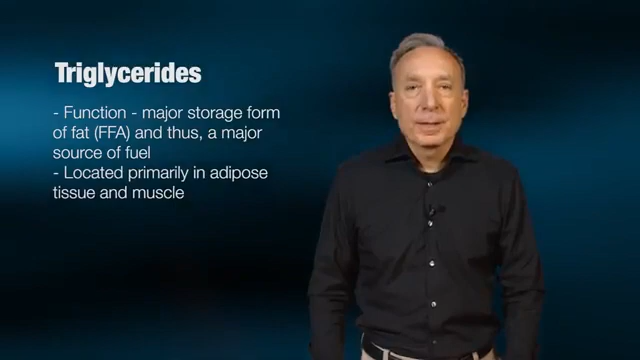 Triglycerides
- Function - major storage form
of fat (FFA) and thus, a major
source of fuel
- Located primarily in adipose
tissue and muscle